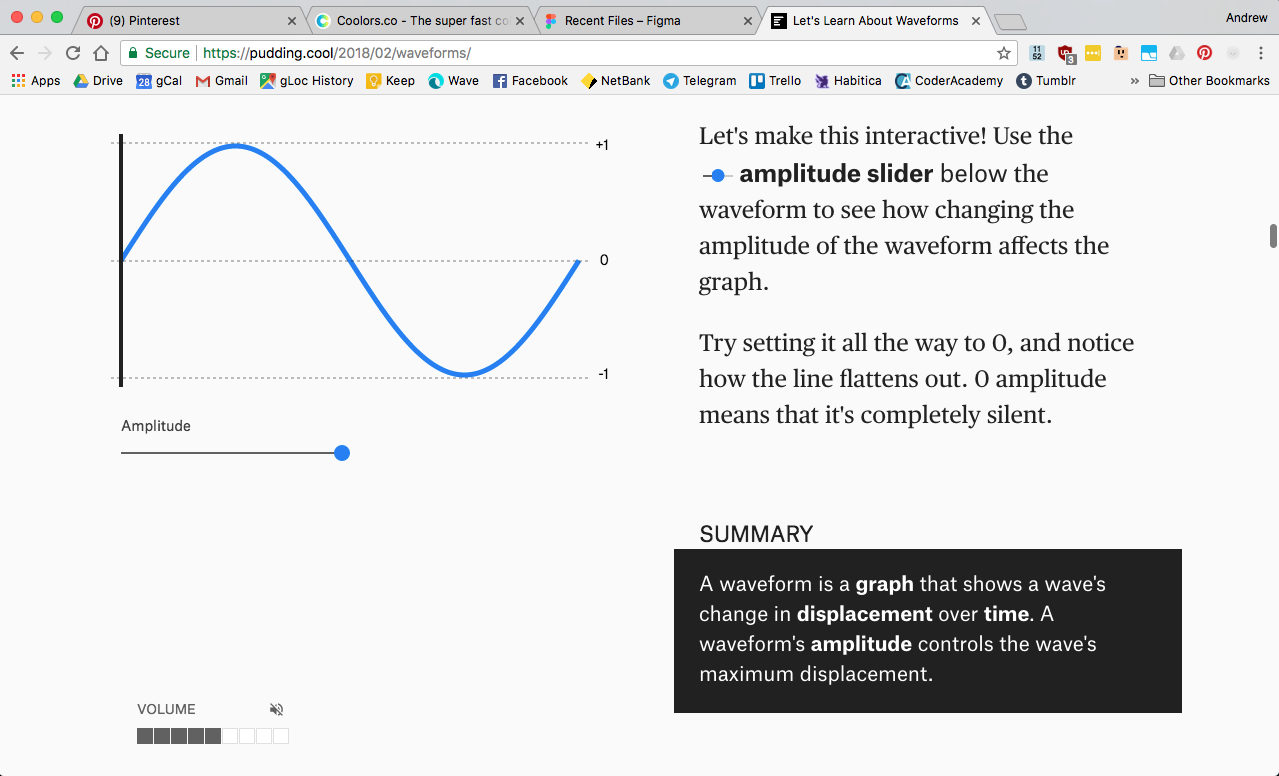 (9) Pinterest
Coolors.co - The super fast co
Recent Files – Figma
Let's Learn About Waveforms
Andrew
Secure
https://pudding.cool/2018/02/waveforms/
11
52
3
Apps
Drive
28
gCal
Gmail
gLoc History
Keep
Wave
Facebook
NetBank
Telegram
Trello
Habitica
CoderAcademy
Tumblr
»
Other Bookmarks
+1
0
-1
Amplitude
VOLUME
Let's make this interactive! Use the
amplitude slider below the
waveform to see how changing the
amplitude of the waveform affects the
graph.
Try setting it all the way to 0, and notice
how the line flattens out. 0 amplitude
means that it's completely silent.
SUMMARY
A waveform is a graph that shows a wave's
change in displacement over time. A
waveform's amplitude controls the wave's
maximum displacement.